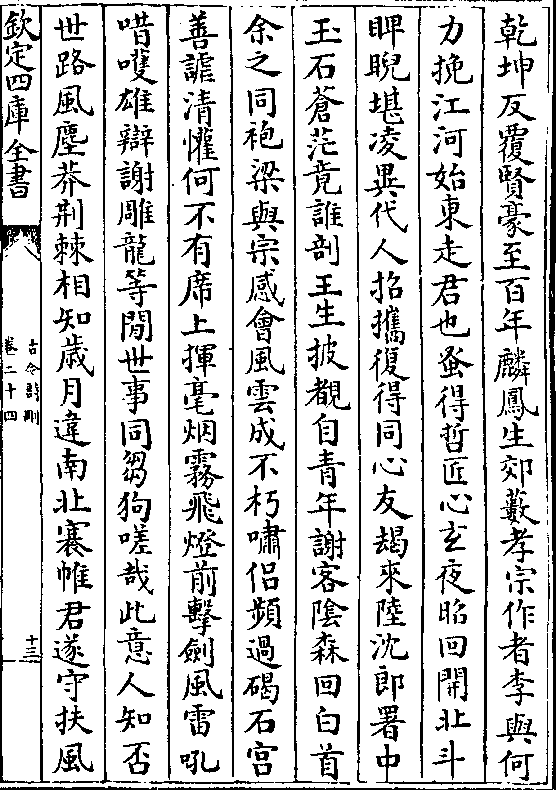 乾坤反覆賢豪至百年麟鳳生郊藪孝宗作者李與何
力挽江河始東走君也蚤得哲匠心玄夜昭回開北斗
睥睨堪凌異代人招攜復得同心友朅來陸沈郎署中
玉石蒼茫竟誰剖王生披覩自青年謝客隂森回白首
余之同袍梁與宗感會風雲成不朽嘯侣頻過碣石宫
善謔清懽何不有席上揮毫烟霧飛燈前擊劍風雷吼
唶嚄雄辯謝雕龍等閒世事同芻狗嗟哉此意人知否
世路風塵莽荆棘相知歲月違南北褰帷君遂守扶風
欽定四庫全書
古今詩刪
卷二十四
十三